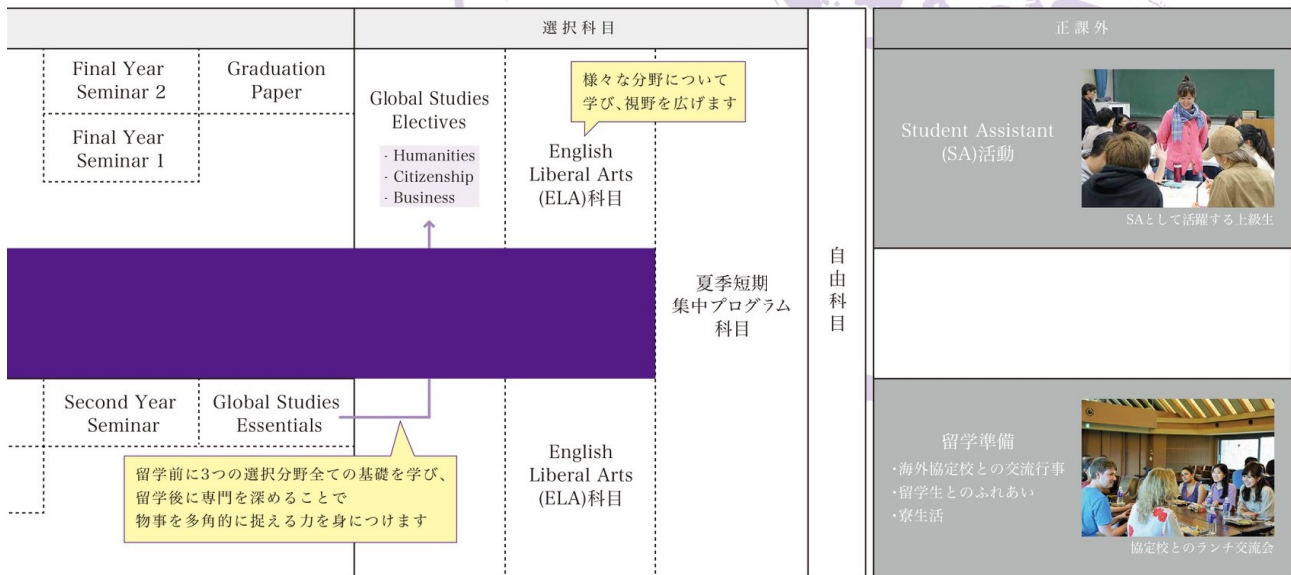 選択科目
正課外
Final Year
Seminar 2
Graduation
Paper
Final Year
Seminar 1
Global Studies
Electives
· Humanities
· Citizenship
· Business
様々な分野について
学び、視野を広げます
English
Liberal Arts
(ELA)科目
Student Assistant
(SA)活動
SAとして活躍する上級生
夏季短期
集中プログラム
科目
自由科目
Second Year
Seminar
Global Studies
Essentials
留学前に3つの選択分野全ての基礎を学び、
留学後に専門を深めることで
物事を多角的に捉える力を身につけます
English
Liberal Arts
(ELA)科目
留学準備
・海外協定校との交流行事
・留学生とのふれあい
・寮生活
協定校とのランチ交流会